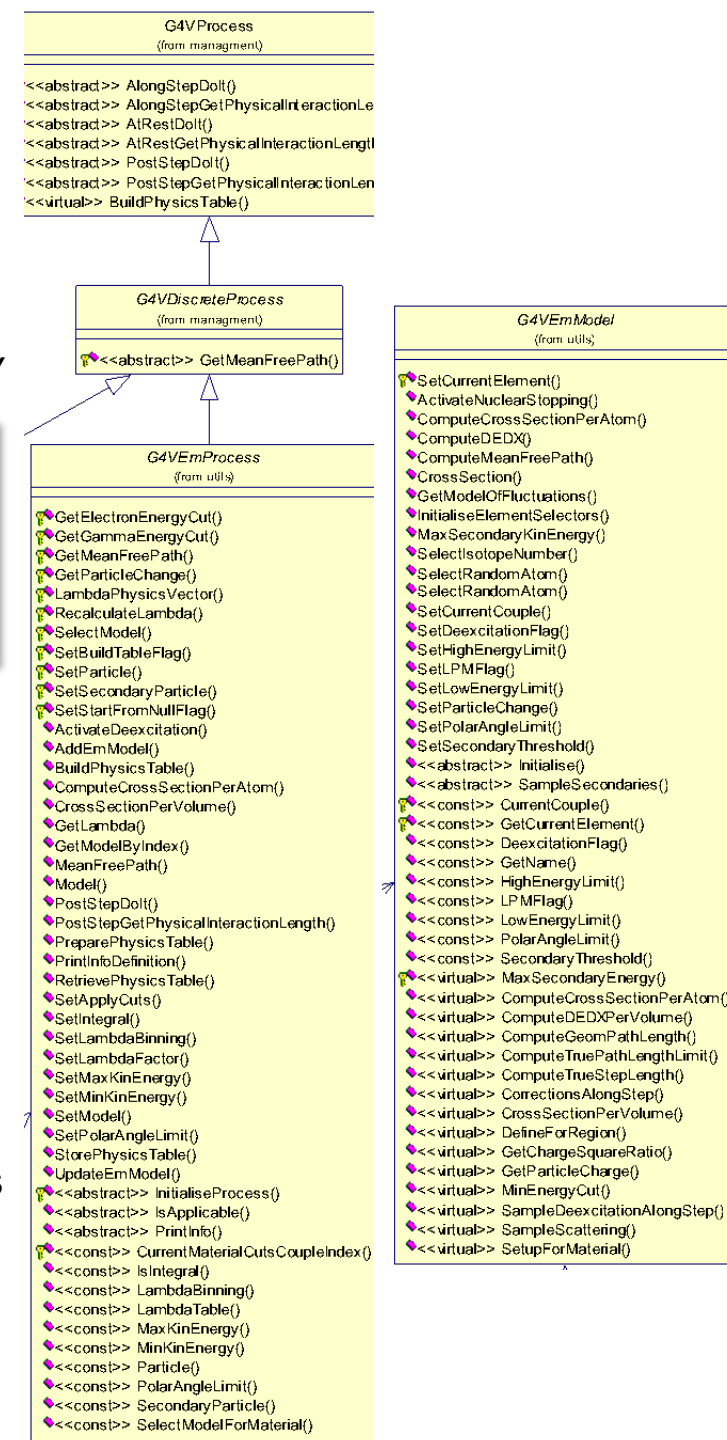 G4VProcess
(from managment)
<<abstract>> AlongStepDoIt()
<<abstract>> AlongStepGetPhysicalInteractionLe
<<abstract>> AtRestDoIt()
<<abstract>> AtRestGetPhysicalInteractionLengt
<<abstract>> PostStepDoIt()
<<abstract>> PostStepGetPhysicalInteractionLen
<<virtual>> BuildPhysicsTable()
G4VDiscreteProcess
(from managment)
<<abstract>> GetMeanFreePath()
G4VEmProcess
(from utils)
GetElectronEnergyCut()
GetGammaEnergyCut()
GetMeanFreePath()
GetParticleChange()
LambdaPhysicsVector()
RecalculateLambda()
SelectModel()
SetBuildTableFlag()
SetParticle()
SetSecondaryParticle()
SetStartFromNullFlag()
ActivateDeexcitation()
AddEmModel()
BuildPhysicsTable()
ComputeCrossSectionPerAtom()
CrossSectionPerVolume()
GetLambda()
GetModelByIndex()
MeanFreePath()
Model()
PostStepDoIt()
PostStepGetPhysicalInteractionLength()
PreparePhysicsTable()
PrintInfoDefinition()
RetrievePhysicsTable()
SetApplyCuts()
SetIntegral()
SetLambdaBinning()
SetLambdaFactor()
SetMaxKinEnergy()
SetMinKinEnergy()
SetModel()
SetPolarAngleLimit()
StorePhysicsTable()
UpdateEmModel()
<<abstract>> InitialiseProcess()
<<abstract>> IsApplicable()
<<abstract>> PrintInfo()
<<const>> CurrentMaterialCutsCoupleIndex()
<<const>> IsIntegral()
<<const>> LambdaBinning()
<<const>> LambdaTable()
<<const>> MaxKinEnergy()
<<const>> MinKinEnergy()
<<const>> Particle()
<<const>> PolarAngleLimit()
<<const>> SecondaryParticle()
<<const>> SelectModelForMaterial()
G4VEmModel
(from utils)
SetCurrentElement()
ActivateNuclearStopping()
ComputeCrossSectionPerAtom()
ComputeDEDX()
ComputeMeanFreePath()
CrossSection()
GetModelOfFluctuations()
InitialiseElementSelectors()
MaxSecondaryKinEnergy()
SelectIsotopeNumber()
SelectRandomAtom()
SelectRandomAtom()
SetCurrentCouple()
SetDeexcitationFlag()
SetHighEnergyLimit()
SetLPMFlag()
SetLowEnergyLimit()
SetParticleChange()
SetPolarAngleLimit()
SetSecondaryThreshold()
<<abstract>> Initialise()
<<abstract>> SampleSecondaries()
<<const>> CurrentCouple()
<<const>> GetCurrentElement()
<<const>> DeexcitationFlag()
<<const>> GetName()
<<const>> HighEnergyLimit()
<<const>> LPMFlag()
<<const>> LowEnergyLimit()
<<const>> PolarAngleLimit()
<<const>> SecondaryThreshold()
<<virtual>> MaxSecondaryEnergy()
<<virtual>> ComputeCrossSectionPerAtom()
<<virtual>> ComputeDEDXPerVolume()
<<virtual>> ComputeGeomPathLength()
<<virtual>> ComputeTruePathLengthLimit()
<<virtual>> ComputeTrueStepLength()
<<virtual>> CorrectionsAlongStep()
<<virtual>> CrossSectionPerVolume()
<<virtual>> DefineForRegion()
<<virtual>> GetChargeSquareRatio()
<<virtual>> GetParticleCharge()
<<virtual>> MinEnergyCut()
<<virtual>> SampleDeexcitationAlongStep()
<<virtual>> SampleScattering()
<<virtual>> SetupForMaterial()